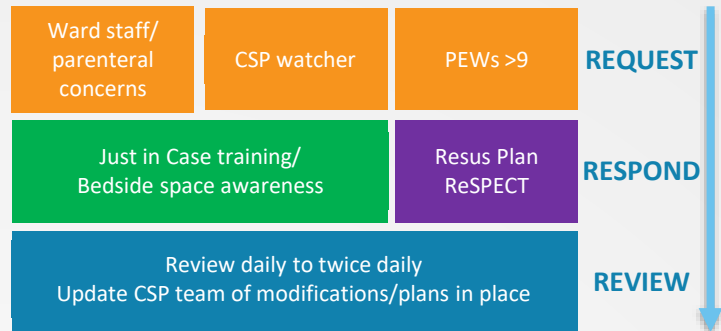 Ward staff/
parenteral
concerns
CSP watcher
PEWs >9
REQUEST
Just in Case training/
Bedside space awareness
Resus Plan
ReSPECT
RESPOND
Review daily to twice daily
Update CSP team of modifications/plans in place
REVIEW